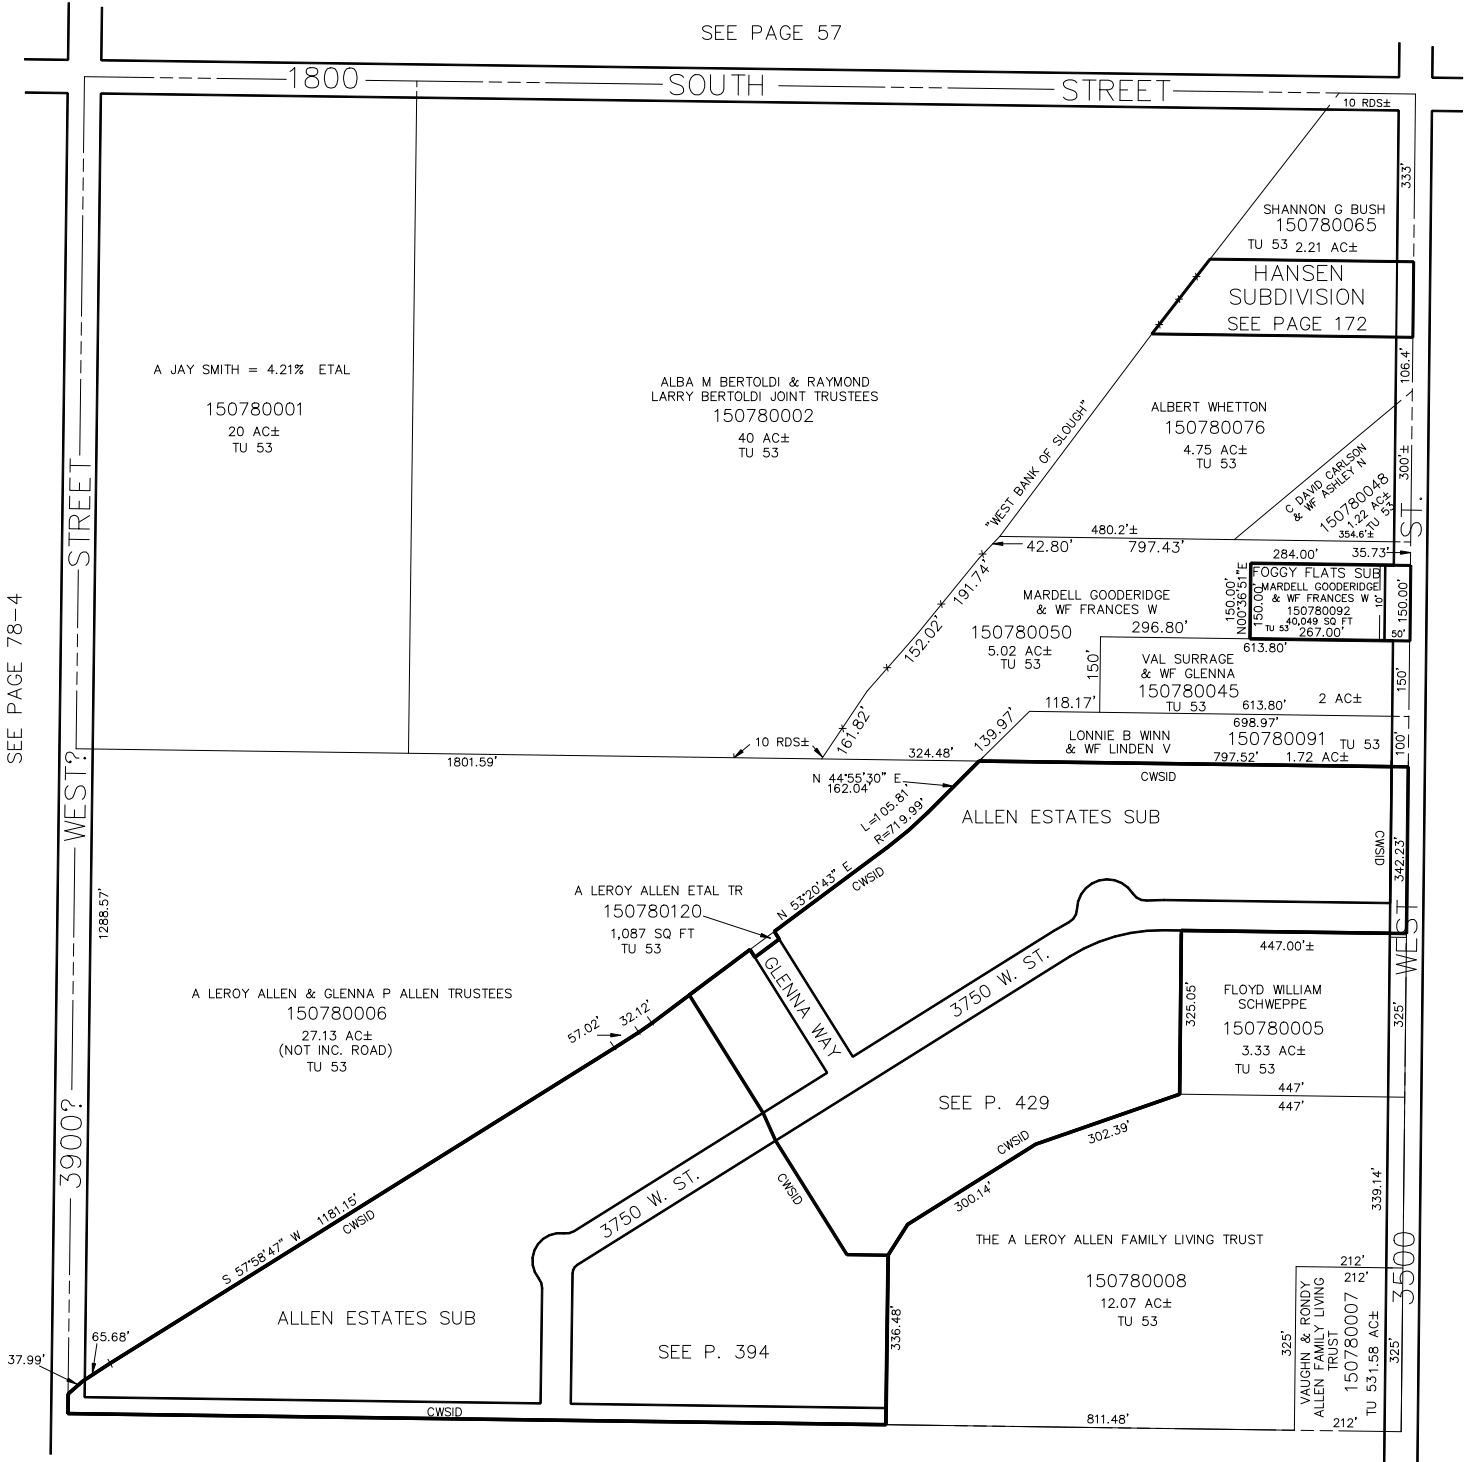 SEE PAGE 57
1800 SOUTH STREET
10 RDS±
333'
SHANNON G BUSH
150780065
TU 53 2.21 AC±
HANSEN
SUBDIVISION
SEE PAGE 172
106.4'
A JAY SMITH = 4.21% ETAL
150780001
20 AC±
TU 53
ALBA M BERTOLDI & RAYMOND
LARRY BERTOLDI JOINT TRUSTEES
150780002
40 AC±
TU 53
"WEST BANK OF SLOUGH"
ALBERT WHETTON
150780076
4.75 AC±
TU 53
C DAVID CARLSON
& WF ASHLEY N
150780048
1.22 AC±
TU 53
300'±
354.6'±
480.2'±
42.80'
797.43'
284.00'
35.73'
191.74'
152.02'
161.82'
MARDELL GOODERIDGE
& WF FRANCES W
150780050
5.02 AC±
TU 53
296.80'
150.00'
N00°36'51"E
150.00'
FOGGY FLATS SUB
MARDELL GOODERIDGE
& WF FRANCES W
150780092
40,049 SQ FT
TU 53
267.00'
10'
50'
150.00'
613.80'
150'
VAL SURRAGE
& WF GLENNA
150780045
TU 53
613.80'
2 AC±
150'
118.17'
139.97'
698.97'
LONNIE B WINN
& WF LINDEN V
150780091
TU 53
797.52'
1.72 AC±
100'
10 RDS±
324.48'
1801.59'
CWSID
N 44°55'30" E
162.04'
L=105.81'
R=719.99'
ALLEN ESTATES SUB
CWSID
342.23'
N 53°20'43" E
CWSID
A LEROY ALLEN ETAL TR
150780120
1,087 SQ FT
TU 53
1288.57'
GLENNA WAY
3750 W. ST.
447.00'±
325.05'
FLOYD WILLIAM
SCHWEPPE
150780005
3.33 AC±
TU 53
325'
447'
447'
A LEROY ALLEN & GLENNA P ALLEN TRUSTEES
150780006
27.13 AC±
(NOT INC. ROAD)
TU 53
57.02'
32.12'
SEE P. 429
302.39'
CWSID
300.14'
CWSID
339.14'
1181.15'
S 57°58'47" W
CWSID
3750 W. ST.
THE A LEROY ALLEN FAMILY LIVING TRUST
150780008
12.07 AC±
TU 53
336.48'
212'
212'
VAUGHN & RONDY
ALLEN FAMILY LIVING
TRUST
150780007
TU 53 1.58 AC±
325'
325'
212'
ALLEN ESTATES SUB
SEE P. 394
65.68'
37.99'
CWSID
811.48'
SEE PAGE 78-4
3900? WEST? STREET
3500 WEST ST.